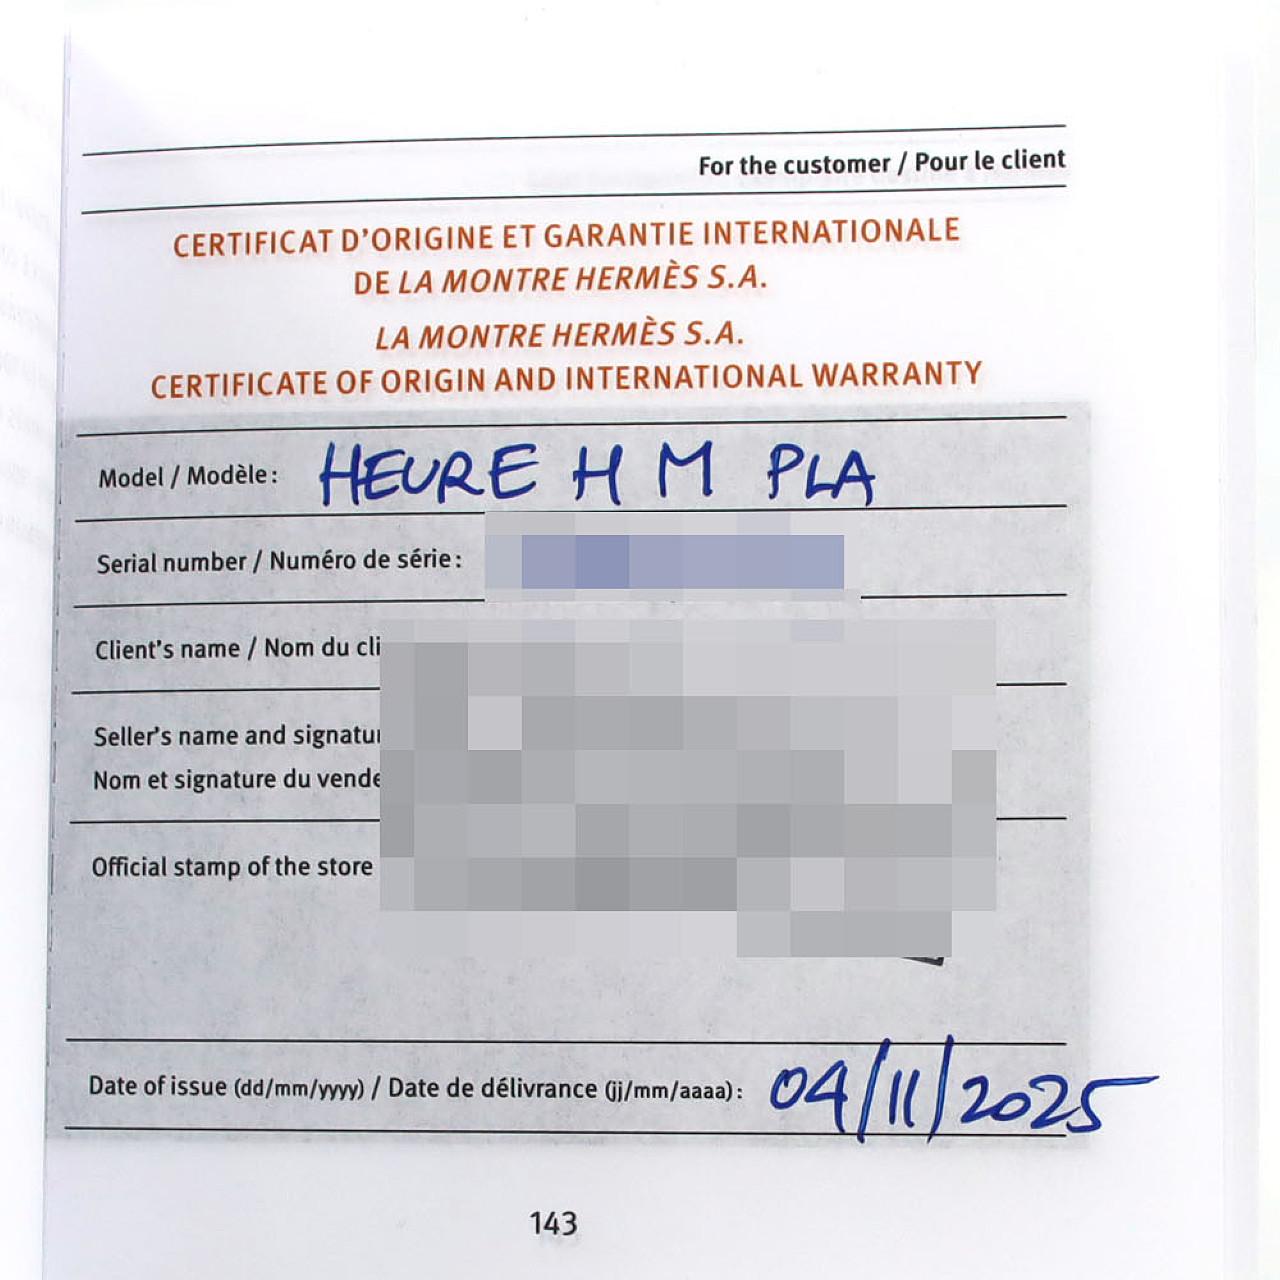 For the customer / Pour le client
CERTIFICAT D'ORIGINE ET GARANTIE INTERNATIONALE
DE LA MONTRE HERMÈS S.A.
LA MONTRE HERMÈS S.A.
CERTIFICATE OF ORIGIN AND INTERNATIONAL WARRANTY
Model / Modèle: HEURE H M PLA
Serial number / Numéro de série:
Client's name / Nom du cli
Seller's name and signatu
Nom et signature du vende
Official stamp of the store
Date of issue (dd/mm/yyyy) / Date de délivrance (jj/mm/aaaa): 04/11/2025
143